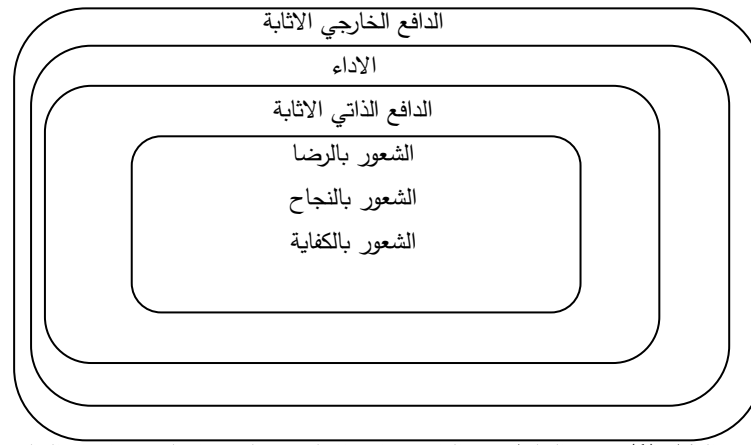 الدافع الخارجي الاثابة
الاداء
الدافع الذاتي الاثابة
الشعور بالرضا
الشعور بالنجاح
الشعور بالكفاية